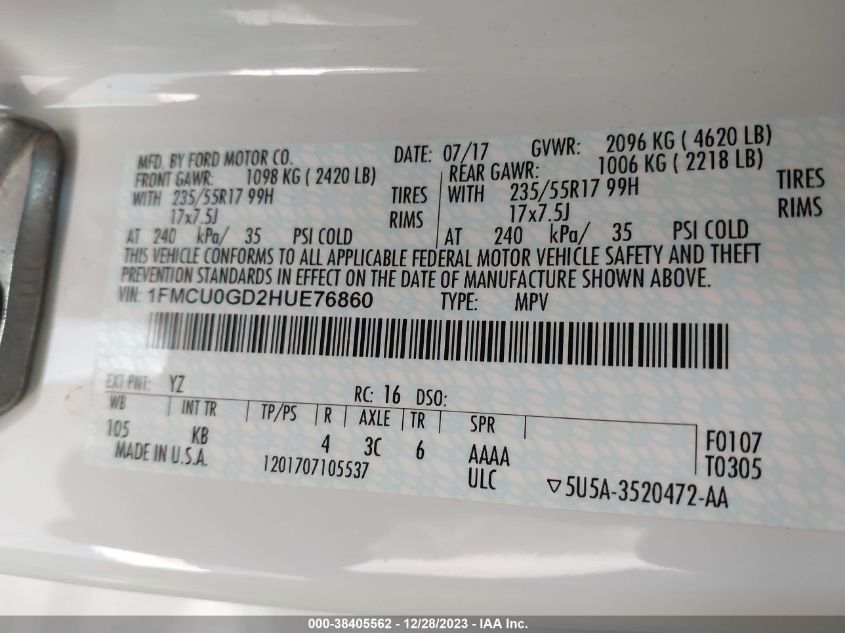 MFD. BY FORD MOTOR CO. DATE: 07/17 GVWR: 2096 KG ( 4620 LB)
FRONT GAWR: 1098 KG ( 2420 LB) REAR GAWR: 1006 KG ( 2218 LB)
WITH 235/55R17 99H TIRES WITH 235/55R17 99H TIRES
17x7.5J RIMS 17x7.5J RIMS
AT 240 kPa/ 35 PSI COLD AT 240 kPa/ 35 PSI COLD
THIS VEHICLE CONFORMS TO ALL APPLICABLE FEDERAL MOTOR VEHICLE SAFETY AND THEFT
PREVENTION STANDARDS IN EFFECT ON THE DATE OF MANUFACTURE SHOWN ABOVE.
VIN: 1FMCU0GD2HUE76860 TYPE: MPV
EXT PNT: YZ RC: 16 DSO:
WB INT TR TP/PS R AXLE TR SPR
105 KB 4 3C 6 AAAA F0107
MADE IN U.S.A. 1201707105537 ULC T0305
▽5U5A-3520472-AA
000-38405562 - 12/28/2023 - IAA Inc.